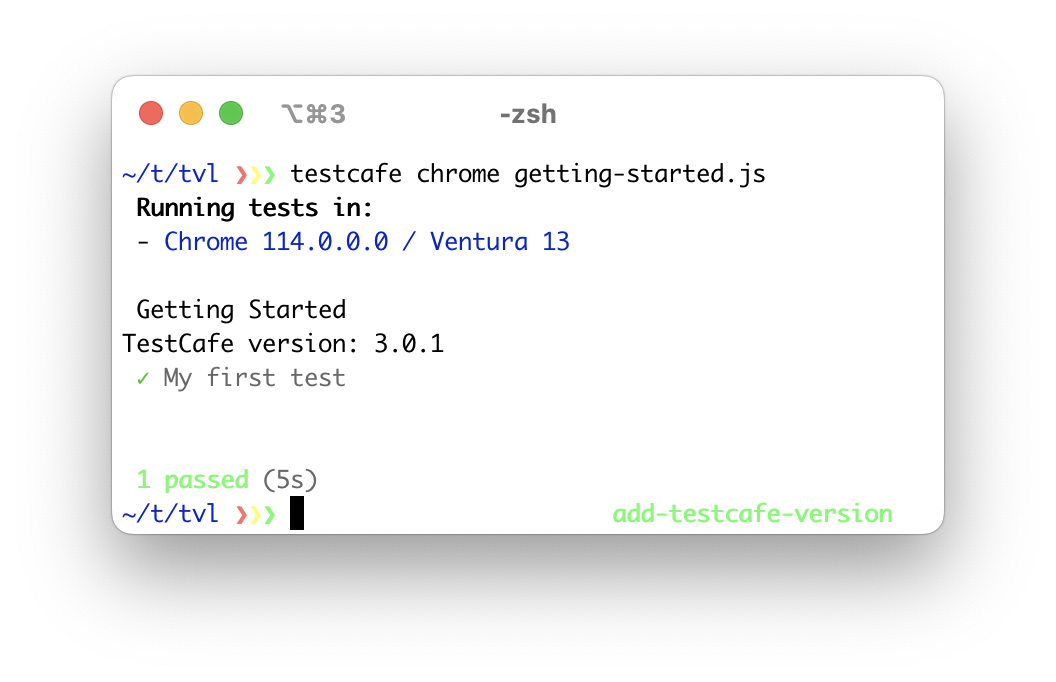 ⌥⌘3 -zsh
~/t/tvl ❯❯❯ testcafe chrome getting-started.js
Running tests in:
- Chrome 114.0.0.0 / Ventura 13
Getting Started
TestCafe version: 3.0.1
✓ My first test
1 passed (5s)
~/t/tvl ❯❯❯ add-testcafe-version